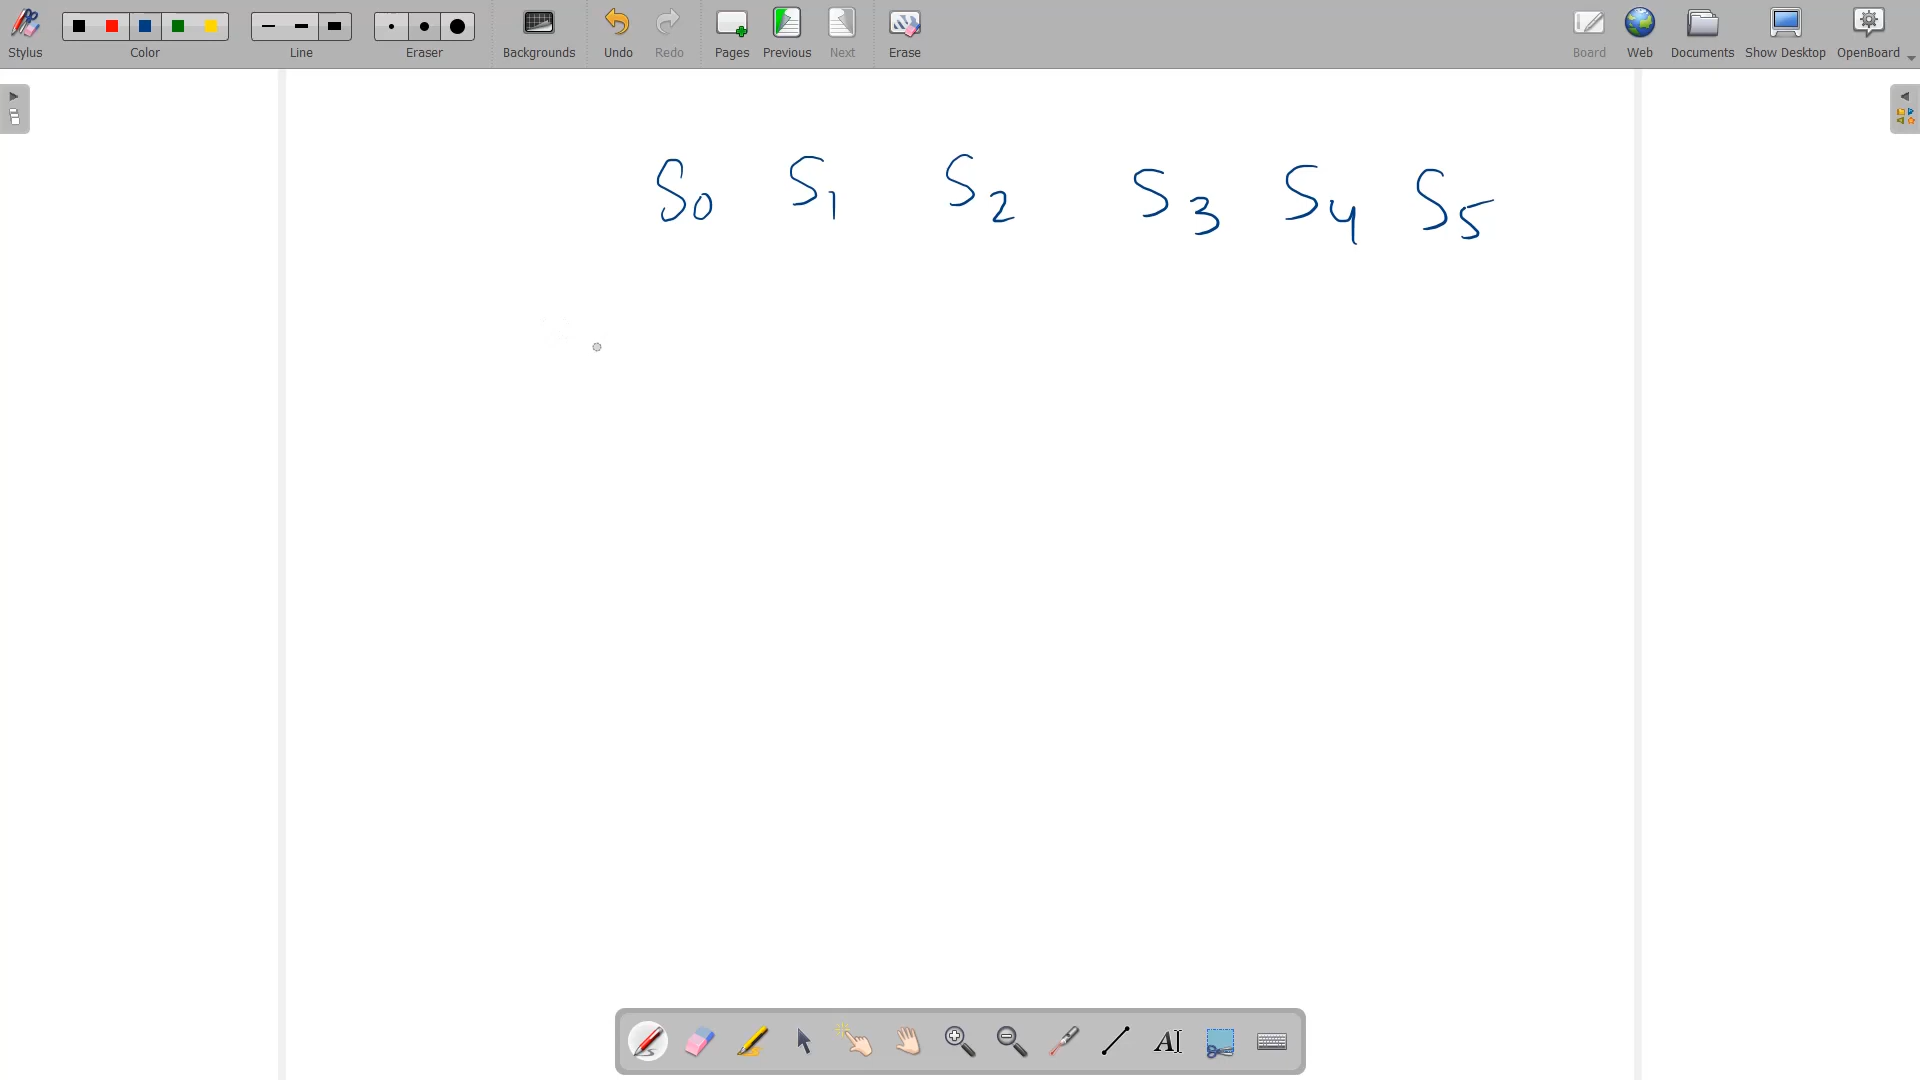 Stylus Color Line Eraser Backgrounds Undo Redo Pages Previous Next Erase Board Web Documents Show Desktop OpenBoard
S0 S1 S2 S3 S4 S5
AI